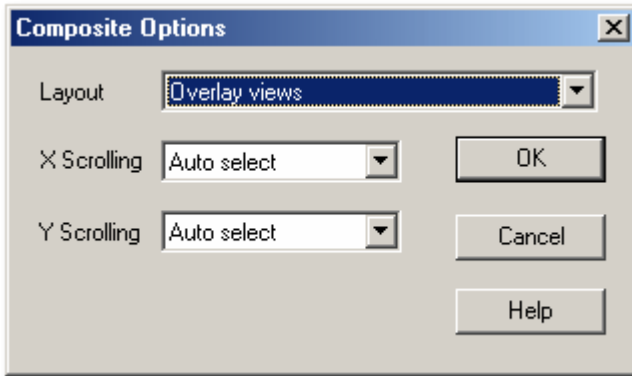 Composite Options
Layout
Overlay views
X Scrolling
Auto select
OK
Y Scrolling
Auto select
Cancel
Help